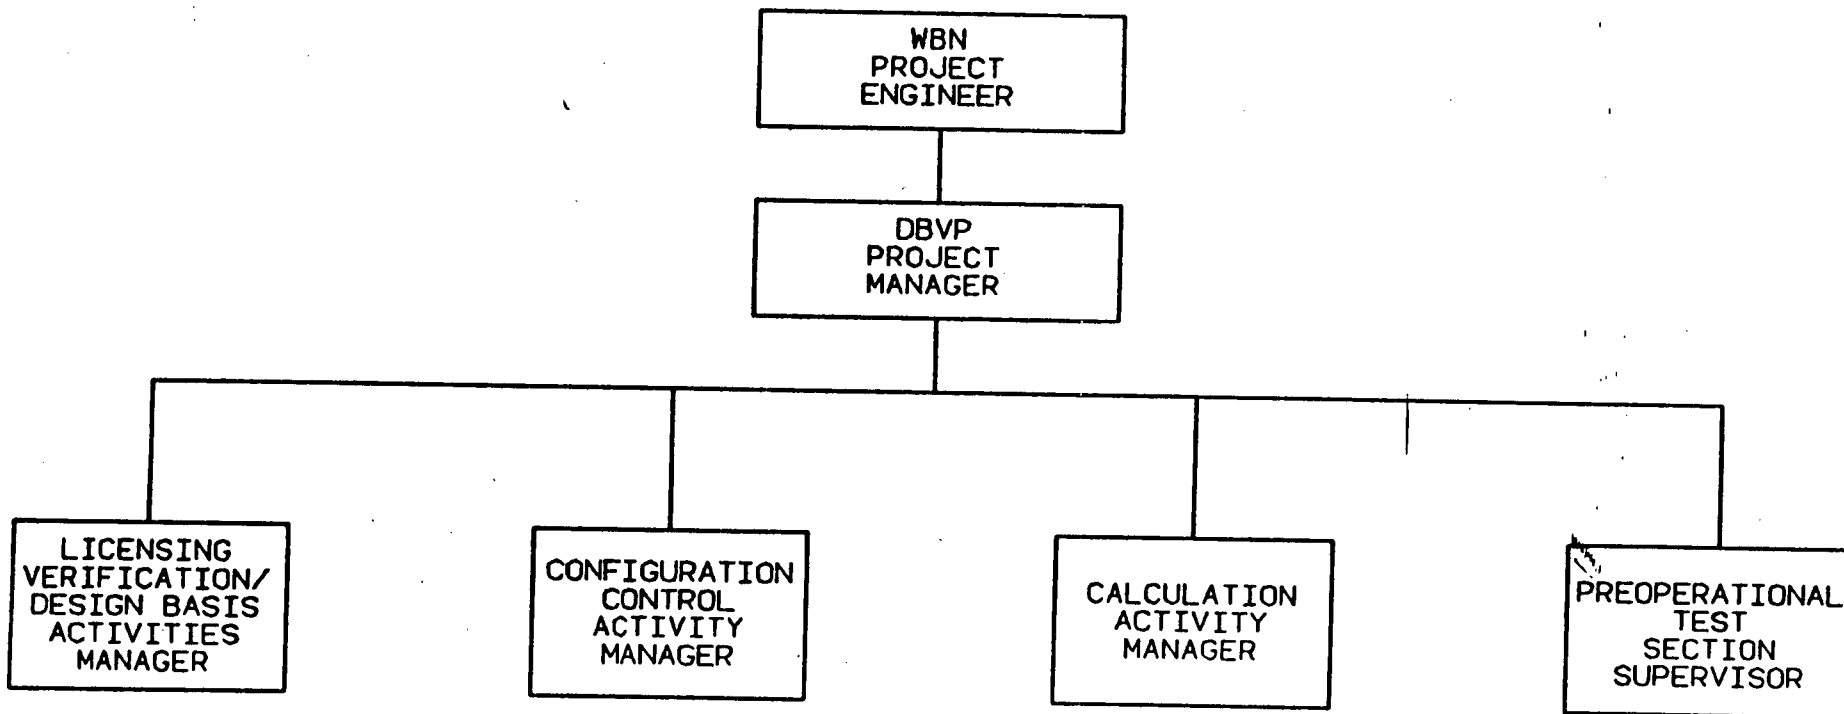 WBN
PROJECT
ENGINEER
DBVP
PROJECT
MANAGER
LICENSING
VERIFICATION/
DESIGN BASIS
ACTIVITIES
MANAGER
CONFIGURATION
CONTROL
ACTIVITY
MANAGER
CALCULATION
ACTIVITY
MANAGER
PREOPERATIONAL
TEST
SECTION
SUPERVISOR